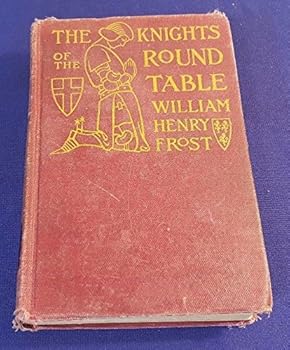 THE KNIGHTS
OF THE ROUND
TABLE
WILLIAM
HENRY
FROST